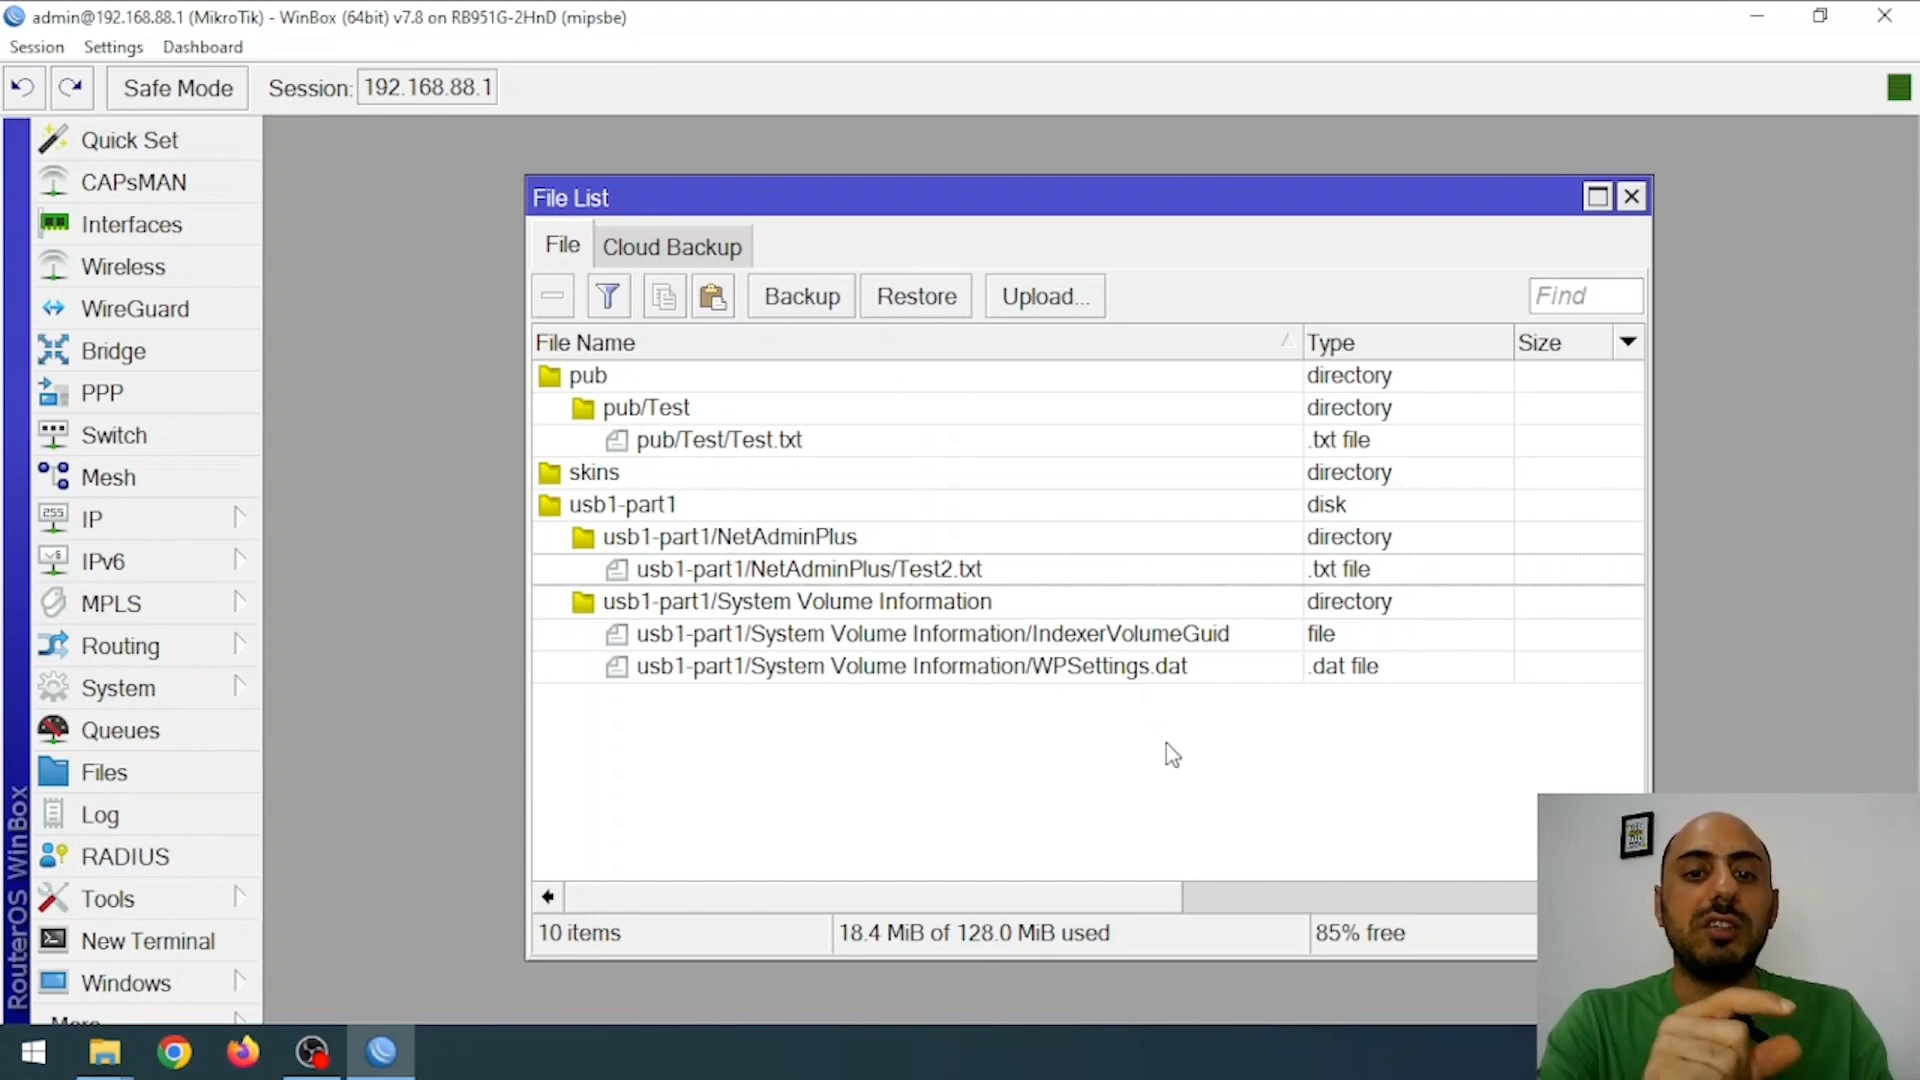 admin@192.168.88.1 (MikroTik) - WinBox (64bit) v7.8 on RB951G-2HnD (mipsbe)
Session Settings Dashboard
Safe Mode Session: 192.168.88.1
Quick Set
CAPsMAN
Interfaces
Wireless
WireGuard
Bridge
PPP
Switch
Mesh
IP
IPv6
MPLS
Routing
System
Queues
Files
Log
RADIUS
Tools
New Terminal
Windows
More
RouterOS WinBox
File List
File Cloud Backup
Backup Restore Upload... Find
File Name Type Size
pub directory
pub/Test directory
pub/Test/Test.txt .txt file
skins directory
usb1-part1 disk
usb1-part1/NetAdminPlus directory
usb1-part1/NetAdminPlus/Test2.txt .txt file
usb1-part1/System Volume Information directory
usb1-part1/System Volume Information/IndexerVolumeGuid file
usb1-part1/System Volume Information/WPSettings.dat .dat file
10 items 18.4 MiB of 128.0 MiB used 85% free